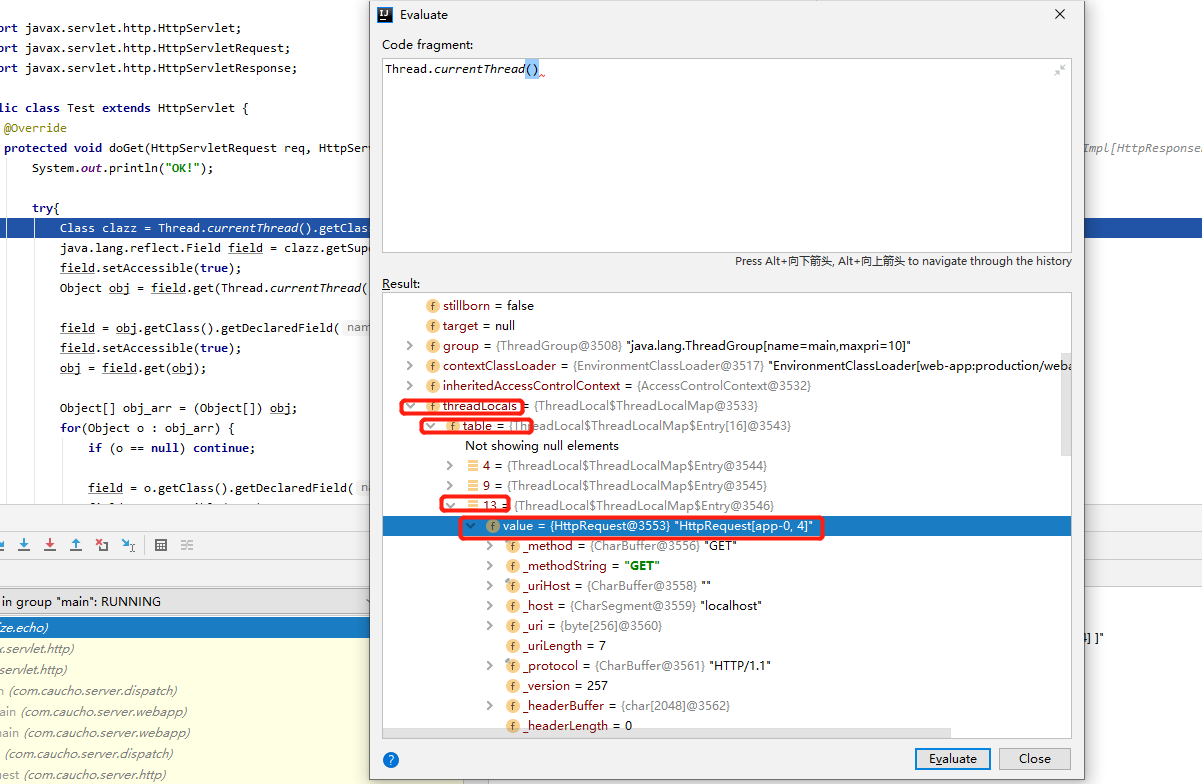 ort javax.servlet.http.HttpServlet;
ort javax.servlet.http.HttpServletRequest;
ort javax.servlet.http.HttpServletResponse;
lic class Test extends HttpServlet {
@Override
protected void doGet(HttpServletRequest req, HttpServ
Impl[HttpResponse
System.out.println("OK!");
try{
Class clazz = Thread.currentThread().getClas
java.lang.reflect.Field field = clazz.getSup
field.setAccessible(true);
Object obj = field.get(Thread.currentThread(
field = obj.getClass().getDeclaredField( nam
field.setAccessible(true);
obj = field.get(obj);
Object[] obj_arr = (Object[]) obj;
for(Object o : obj_arr) {
if (o == null) continue;
field = o.getClass().getDeclaredField( na
in group "main": RUNNING
ze.echo)
x.servlet.http)
servlet.http)
n (com.caucho.server.dispatch)
ain (com.caucho.server.webapp)
hain (com.caucho.server.webapp)
(com.caucho.server.dispatch)
uest (com.caucho.server.http)
4] ]"
IJ Evaluate
Code fragment:
Thread.currentThread()
Press Alt+向下箭头, Alt+向上箭头 to navigate through the history
Result:
f stillborn = false
f target = null
f group = {ThreadGroup@3508} "java.lang.ThreadGroup[name=main,maxpri=10]"
f contextClassLoader = {EnvironmentClassLoader@3517} "EnvironmentClassLoader[web-app:production/weba
f inheritedAccessControlContext = {AccessControlContext@3532}
f threadLocals = {ThreadLocal$ThreadLocalMap@3533}
f table = {ThreadLocal$ThreadLocalMap$Entry[16]@3543}
Not showing null elements
4 = {ThreadLocal$ThreadLocalMap$Entry@3544}
9 = {ThreadLocal$ThreadLocalMap$Entry@3545}
13 = {ThreadLocal$ThreadLocalMap$Entry@3546}
f value = {HttpRequest@3553} "HttpRequest[app-0, 4]"
f _method = {CharBuffer@3556} "GET"
f _methodString = "GET"
f _uriHost = {CharBuffer@3558} ""
f _host = {CharSegment@3559} "localhost"
f _uri = {byte[256]@3560}
f _uriLength = 7
f _protocol = {CharBuffer@3561} "HTTP/1.1"
f _version = 257
f _headerBuffer = {char[2048]@3562}
f _headerLength = 0
? Evaluate Close